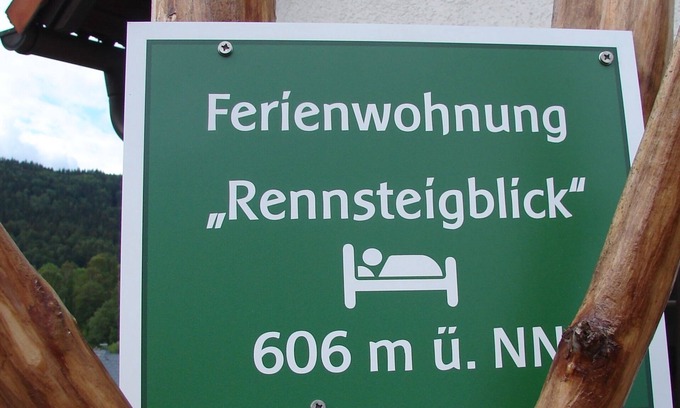 Ferienwohnung
„Rennsteigblick“
606 m ü. NN